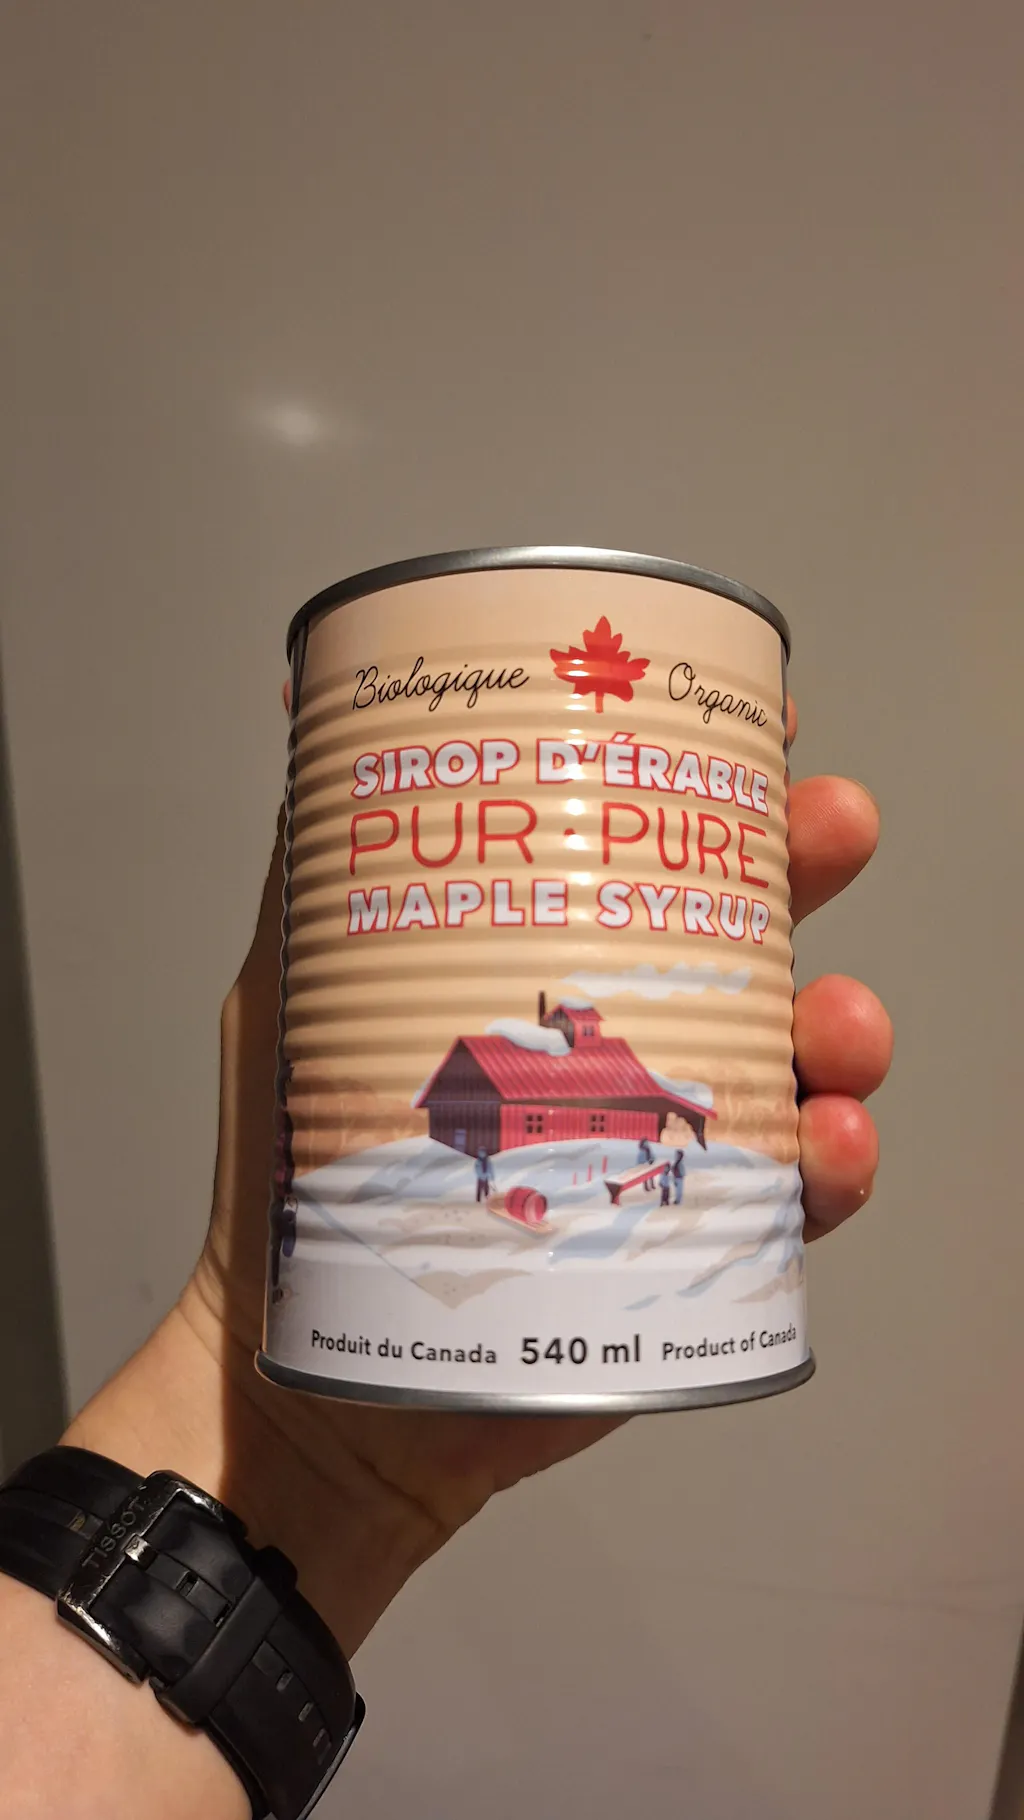 Biologique Organic
SIROP D'ÉRABLE
PUR · PURE
MAPLE SYRUP
Produit du Canada 540 ml Product of Canada
TISSOT